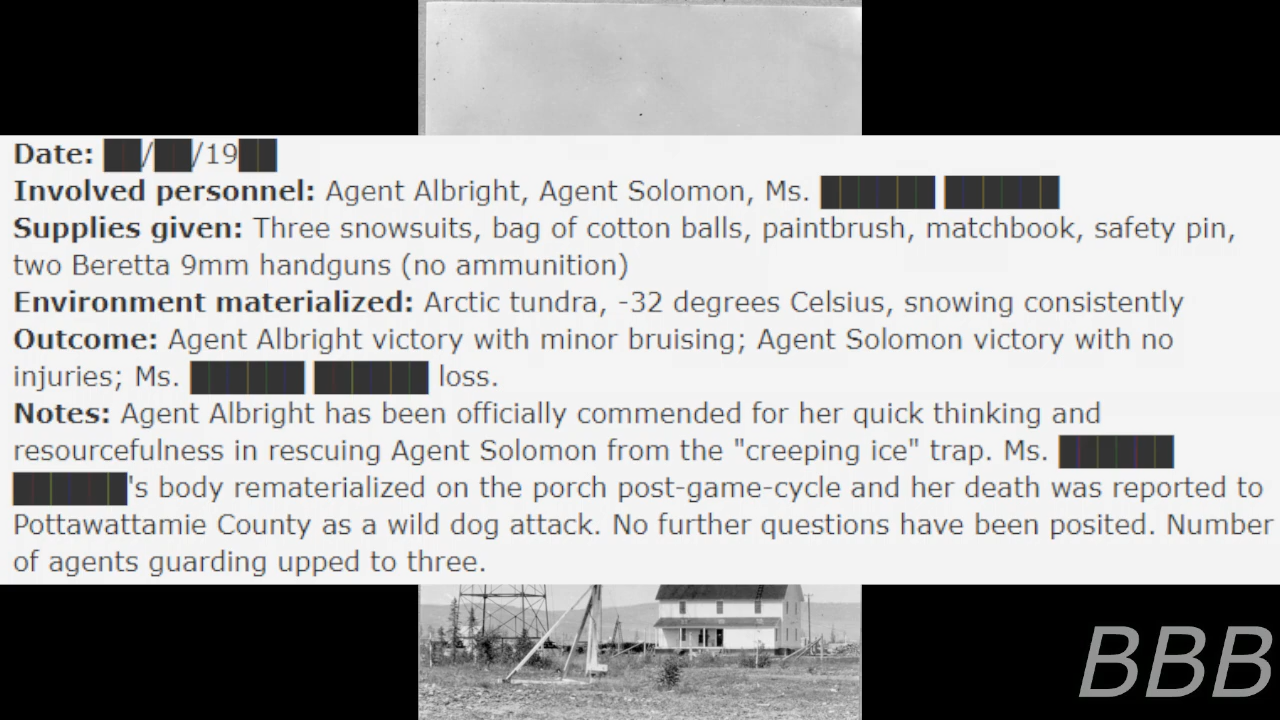 Date: ██/██/19██
Involved personnel: Agent Albright, Agent Solomon, Ms. ██████ ██████
Supplies given: Three snowsuits, bag of cotton balls, paintbrush, matchbook, safety pin,
two Beretta 9mm handguns (no ammunition)
Environment materialized: Arctic tundra, -32 degrees Celsius, snowing consistently
Outcome: Agent Albright victory with minor bruising; Agent Solomon victory with no
injuries; Ms. ██████ ██████ loss.
Notes: Agent Albright has been officially commended for her quick thinking and
resourcefulness in rescuing Agent Solomon from the "creeping ice" trap. Ms. ██████
██████'s body rematerialized on the porch post-game-cycle and her death was reported to
Pottawattamie County as a wild dog attack. No further questions have been posited. Number
of agents guarding upped to three.
BBB